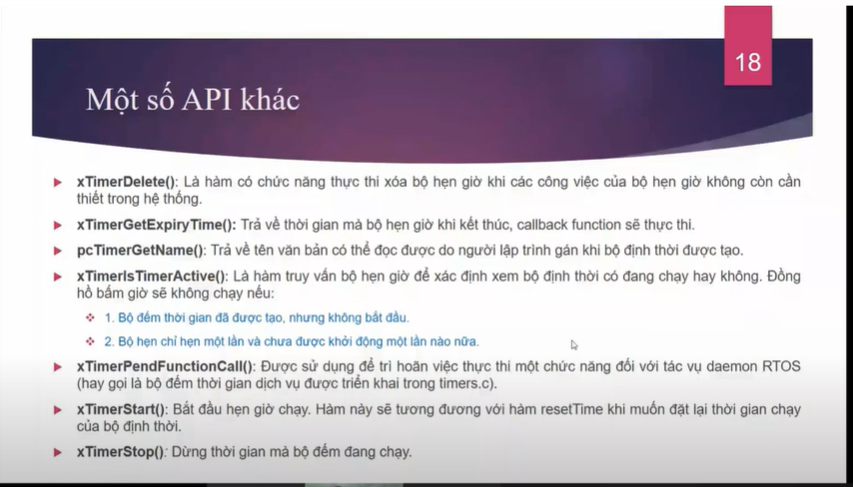 18
Một số API khác
xTimerDelete(): Là hàm có chức năng thực thi xóa bộ hẹn giờ khi các công việc của bộ hẹn giờ không còn cần
thiết trong hệ thống.
xTimerGetExpiryTime(): Trả về thời gian mà bộ hẹn giờ khi kết thúc, callback function sẽ thực thi.
pcTimerGetName(): Trả về tên văn bản có thể đọc được do người lập trình gán khi bộ định thời được tạo.
xTimerIsTimerActive(): Là hàm truy vấn bộ hẹn giờ để xác định xem bộ định thời có đang chạy hay không. Đồng
hồ bấm giờ sẽ không chạy nếu:
1. Bộ đếm thời gian đã được tạo, nhưng không bắt đầu.
2. Bộ hẹn chỉ hẹn một lần và chưa được khởi động một lần nào nữa.
xTimerPendFunctionCall(): Được sử dụng để trì hoãn việc thực thi một chức năng đối với tác vụ daemon RTOS
(hay gọi là bộ đếm thời gian dịch vụ được triển khai trong timers.c).
xTimerStart(): Bắt đầu hẹn giờ chạy. Hàm này sẽ tương đương với hàm resetTime khi muốn đặt lại thời gian chạy
của bộ định thời.
xTimerStop(): Dừng thời gian mà bộ đếm đang chạy.